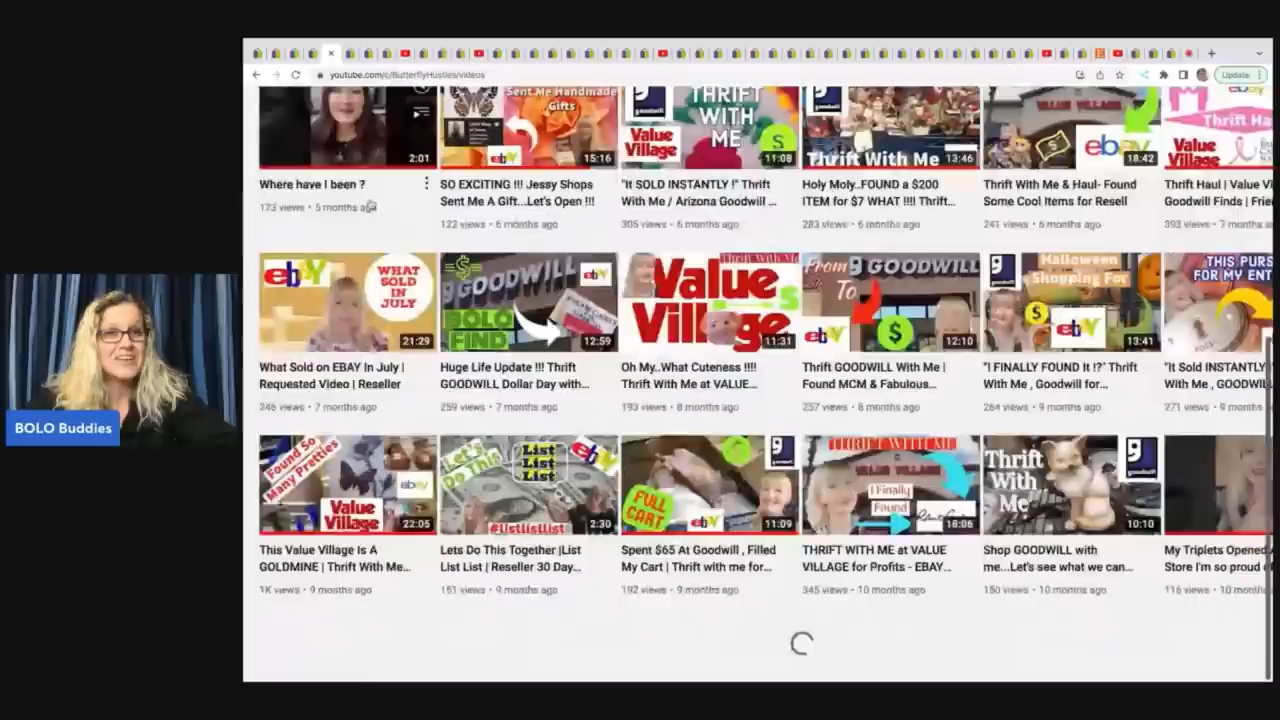 Update
youtube.com/c/ButterflyHustles/videos
Sent Me Handmade
Gifts
ebay
goodwill
THRIFT
WITH
ME
Value
Village
Thrift With Me
VALUE VILLAGE
ebay
ebay
Thrift Ha
Value
Village
2:01
15:16
11:08
13:46
18:42
Where have I been ?
173 views • 5 months ago
SO EXCITING !!! Jessy Shops
Sent Me A Gift...Let's Open !!!
122 views • 6 months ago
"It SOLD INSTANTLY !" Thrift
With Me / Arizona Goodwill ...
305 views • 6 months ago
Holy Moly..FOUND a $200
ITEM for $7 WHAT !!!! Thrift...
283 views • 6 months ago
Thrift With Me & Haul- Found
Some Cool Items for Resell
241 views • 6 months ago
Thrift Haul | Value Vi
Goodwill Finds | Frie
393 views • 7 months
ebay
WHAT
SOLD
IN
JULY
GOODWILL
ebay
BOLO
FIND
Thrift With Me
Value
Village
From
GOODWILL
To
ebay
goodwill
Halloween
Shopping For
ebay
THIS PURS
FOR MY ENT
21:29
12:59
11:31
12:10
13:41
What Sold on EBAY In July |
Requested Video | Reseller
246 views • 7 months ago
Huge Life Update !!! Thrift
GOODWILL Dollar Day with...
259 views • 7 months ago
Oh My..What Cuteness !!!!
Thrift With Me at VALUE...
193 views • 8 months ago
Thrift GOODWILL With Me |
Found MCM & Fabulous...
257 views • 8 months ago
"I FINALLY FOUND It !?" Thrift
With Me , Goodwill for...
264 views • 9 months ago
"It Sold INSTANTLY
With Me , GOODWIL
271 views • 9 months
BOLO Buddies
Found So
Many Pretties
ebay
Value
Village
Let's
Do This
List
List
List
ebay
#listlistlist
FULL
CART
ebay
THRIFT WITH ME
VALUE VILLAGE
I Finally
Found
Thrift
With
Me
22:05
2:30
11:09
18:06
10:10
This Value Village Is A
GOLDMINE | Thrift With Me...
1K views • 9 months ago
Lets Do This Together |List
List List | Reseller 30 Day...
151 views • 9 months ago
Spent $65 At Goodwill , Filled
My Cart | Thrift with me for...
192 views • 9 months ago
THRIFT WITH ME at VALUE
VILLAGE for Profits - EBAY...
345 views • 10 months ago
Shop GOODWILL with
me...Let's see what we can...
150 views • 10 months ago
My Triplets Opened
Store I'm so proud o
116 views • 10 month